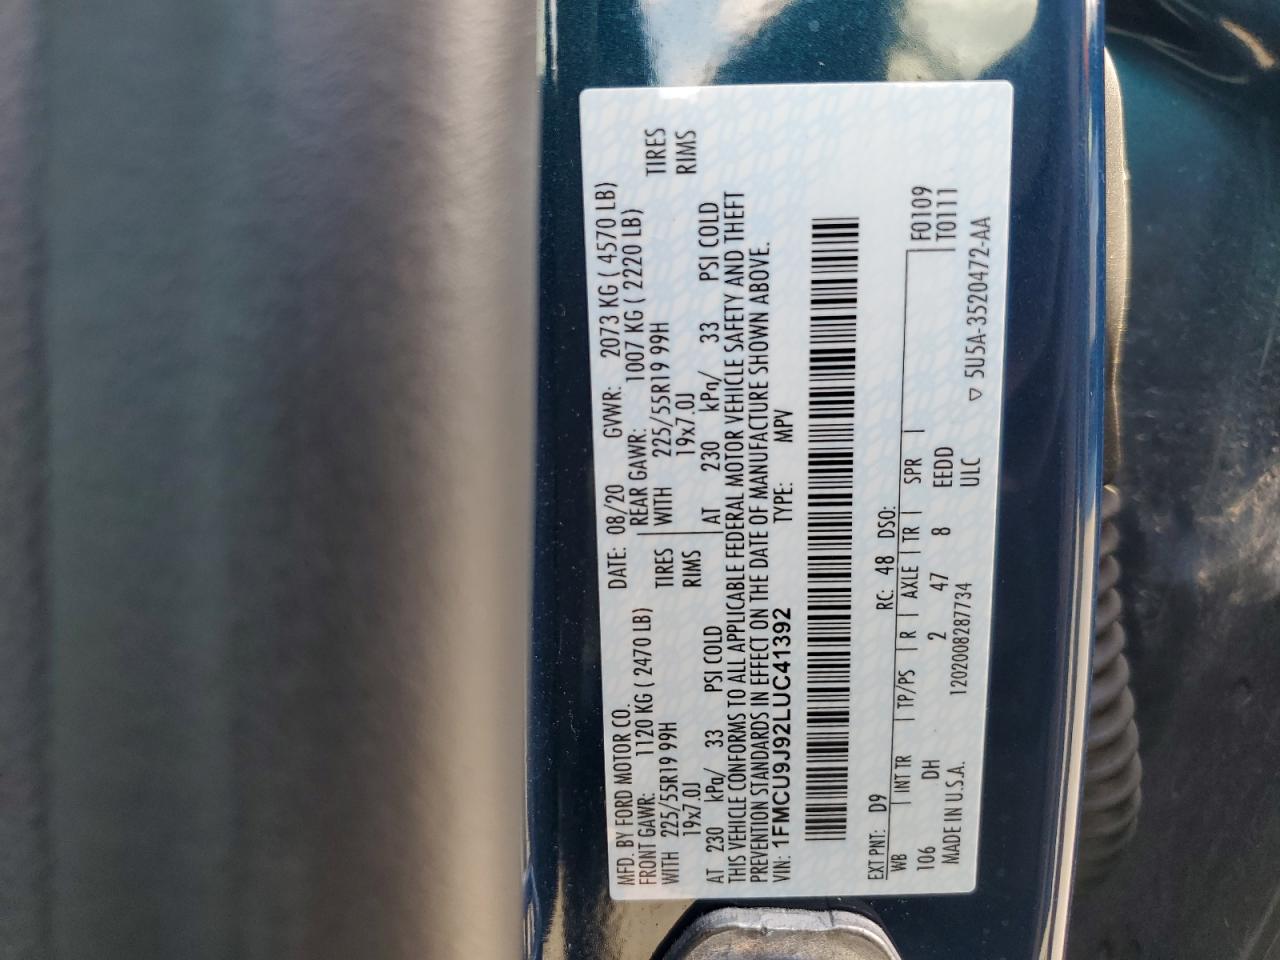 MFD. BY FORD MOTOR CO.
DATE: 08/20 GVWR: 2073 KG ( 4570 LB)
FRONT GAWR: 1120 KG ( 2470 LB) REAR GAWR: 1007 KG ( 2220 LB)
WITH 225/55R19 99H TIRES WITH 225/55R19 99H TIRES
19x7.0J RIMS 19x7.0J RIMS
AT 230 kPa/ 33 PSI COLD AT 230 kPa/ 33 PSI COLD
THIS VEHICLE CONFORMS TO ALL APPLICABLE FEDERAL MOTOR VEHICLE SAFETY AND THEFT
PREVENTION STANDARDS IN EFFECT ON THE DATE OF MANUFACTURE SHOWN ABOVE.
VIN: 1FMCU9J92LUC41392 TYPE: MPV
EXT PNT: D9 RC: 48 DSO:
WB INT TR TP/PS R AXLE TR SPR F0109
106 DH 2 47 8 EEDD T0111
MADE IN U.S.A. 12020082​87734 ULC ▽ 5U5A-3520472-AA